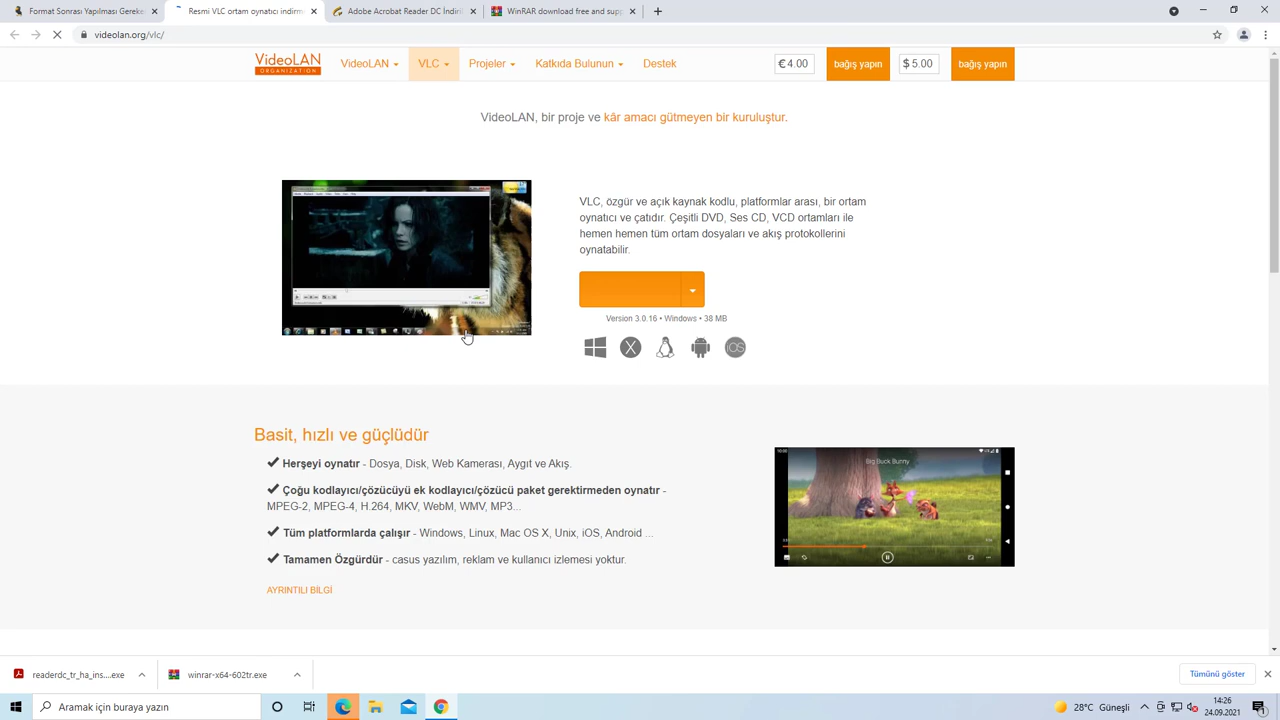 Format Sonrası Yapılması Gereke
Resmi VLC ortam oynatıcı indirme
Adobe Acrobat Reader DC İndiril
WinRAR download free and supp
videolan.org/vlc/
VideoLAN
ORGANIZATION
VideoLAN
VLC
Projeler
Katkıda Bulunun
Destek
€ 4.00
bağış yapın
$ 5.00
bağış yapın
VideoLAN, bir proje ve kâr amacı gütmeyen bir kuruluştur.
VLC, özgür ve açık kaynak kodlu, platformlar arası, bir ortam
oynatıcı ve çatıdır. Çeşitli DVD, Ses CD, VCD ortamları ile
hemen hemen tüm ortam dosyaları ve akış protokollerini
oynatabilir.
Version 3.0.16 • Windows • 38 MB
X
iOS
Basit, hızlı ve güçlüdür
Herşeyi oynatır - Dosya, Disk, Web Kamerası, Aygıt ve Akış.
Çoğu kodlayıcı/çözücüyü ek kodlayıcı/çözücü paket gerektirmeden oynatır -
MPEG-2, MPEG-4, H.264, MKV, WebM, WMV, MP3...
Tüm platformlarda çalışır - Windows, Linux, Mac OS X, Unix, iOS, Android ...
Tamamen Özgürdür - casus yazılım, reklam ve kullanıcı izlemesi yoktur.
AYRINTILI BİLGİ
Big Buck Bunny
readerdc_tr_ha_ins....exe
winrar-x64-602tr.exe
Tümünü göster
Aramak için buraya yazın
28°C Güneşli
14:26
24.09.2021